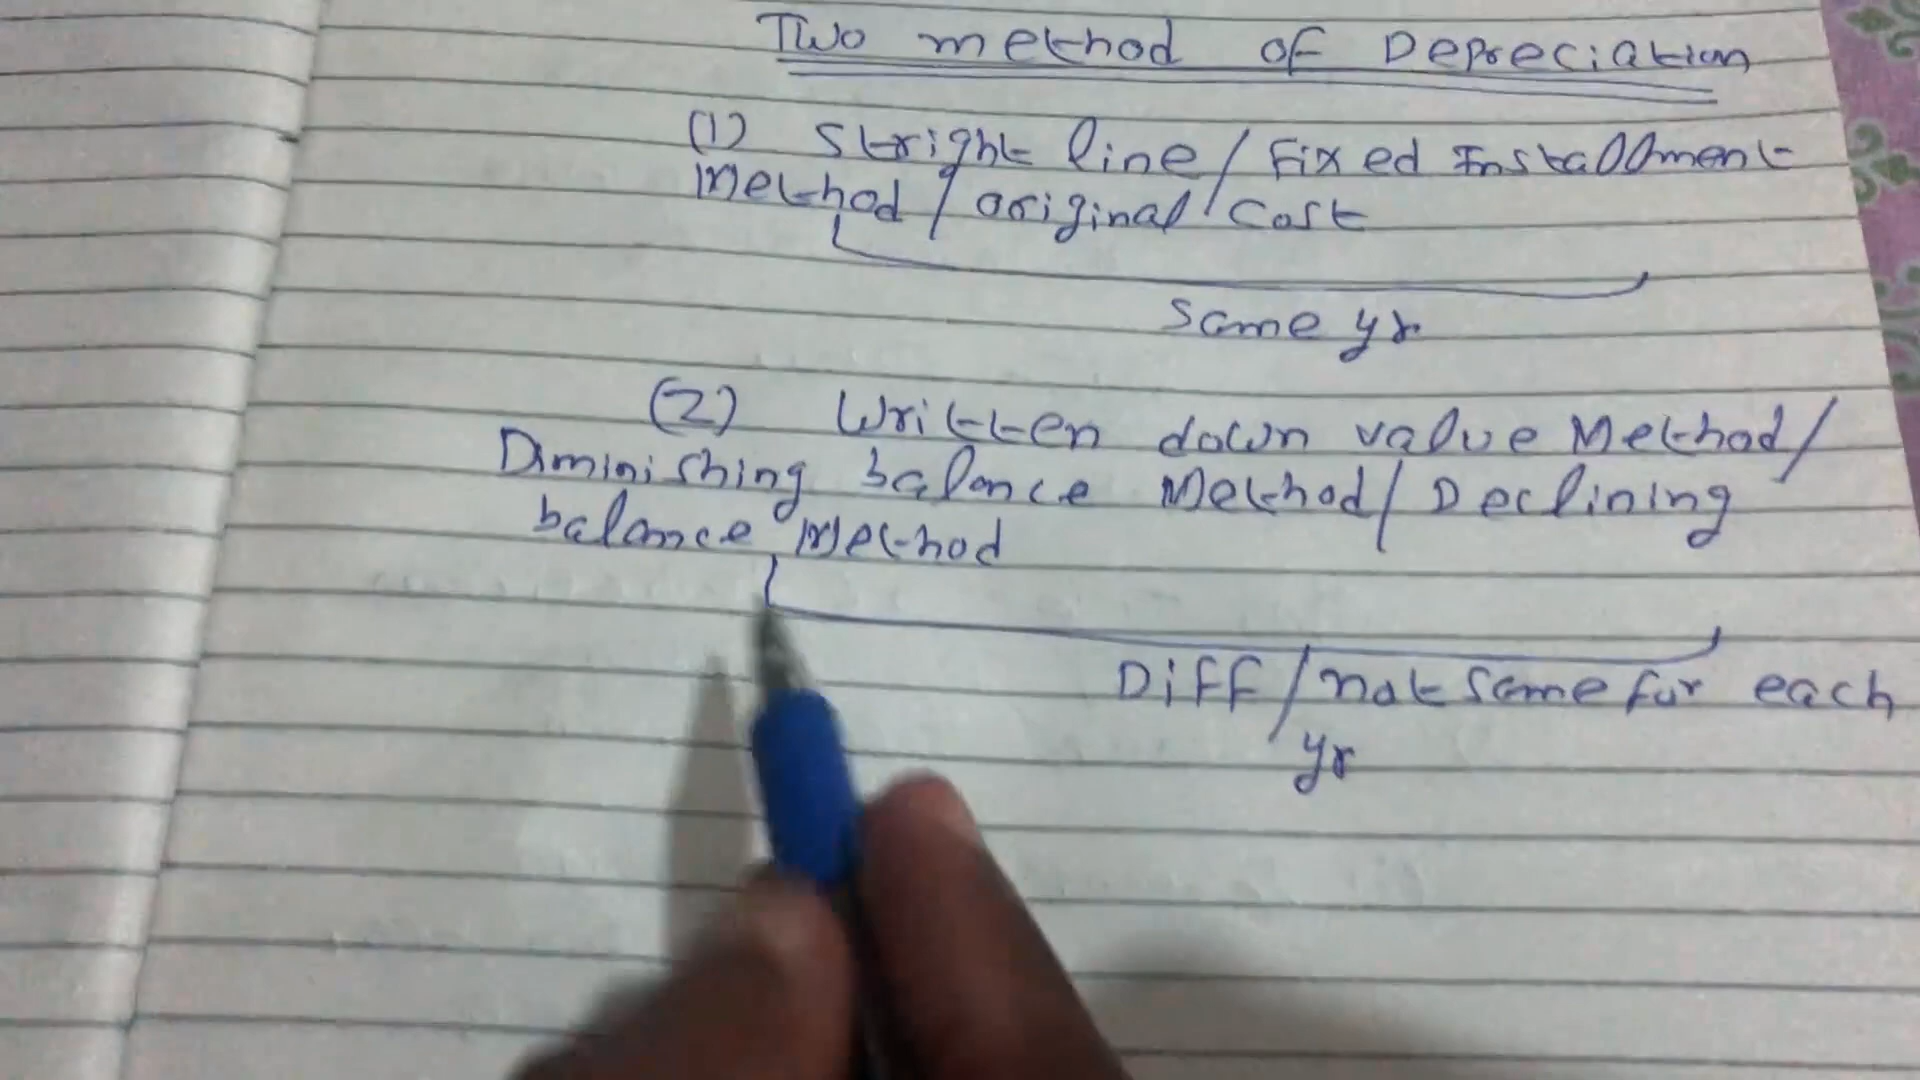 Two method of Depreciation
(1) Stright line / Fixed Installment
Method / original cost
Same yr
(2) Written down value Method /
Diminishing balance Method / Declining
balance Method
Diff / not same for each
yr